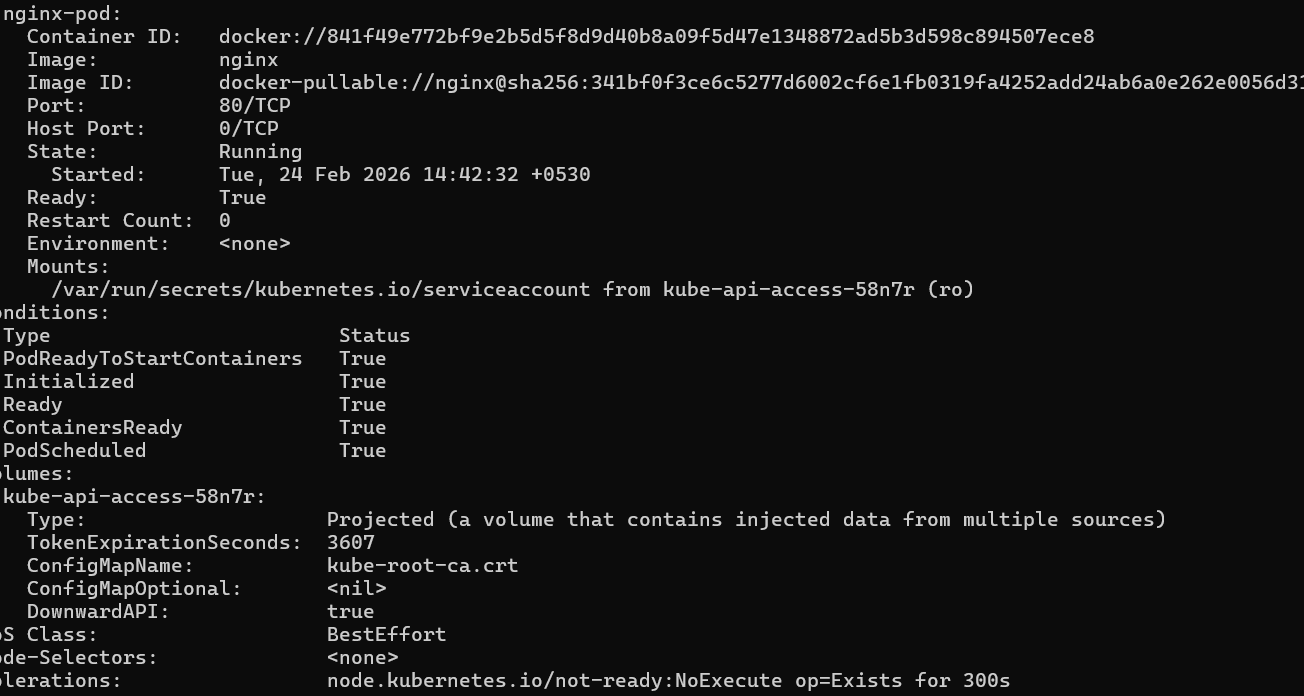 nginx-pod:
Container ID: docker://841f49e772bf9e2b5d5f8d9d40b8a09f5d47e1348872ad5b3d598c894507ece8
Image: nginx
Image ID: docker-pullable://nginx@sha256:341bf0f3ce6c5277d6002cf6e1fb0319fa4252add24ab6a0e262e0056d31
Port: 80/TCP
Host Port: 0/TCP
State: Running
Started: Tue, 24 Feb 2026 14:42:32 +0530
Ready: True
Restart Count: 0
Environment: <none>
Mounts:
/var/run/secrets/kubernetes.io/serviceaccount from kube-api-access-58n7r (ro)
onditions:
Type Status
PodReadyToStartContainers True
Initialized True
Ready True
ContainersReady True
PodScheduled True
olumes:
kube-api-access-58n7r:
Type: Projected (a volume that contains injected data from multiple sources)
TokenExpirationSeconds: 3607
ConfigMapName: kube-root-ca.crt
ConfigMapOptional: <nil>
DownwardAPI: true
oS Class: BestEffort
ode-Selectors: <none>
olerations: node.kubernetes.io/not-ready:NoExecute op=Exists for 300s